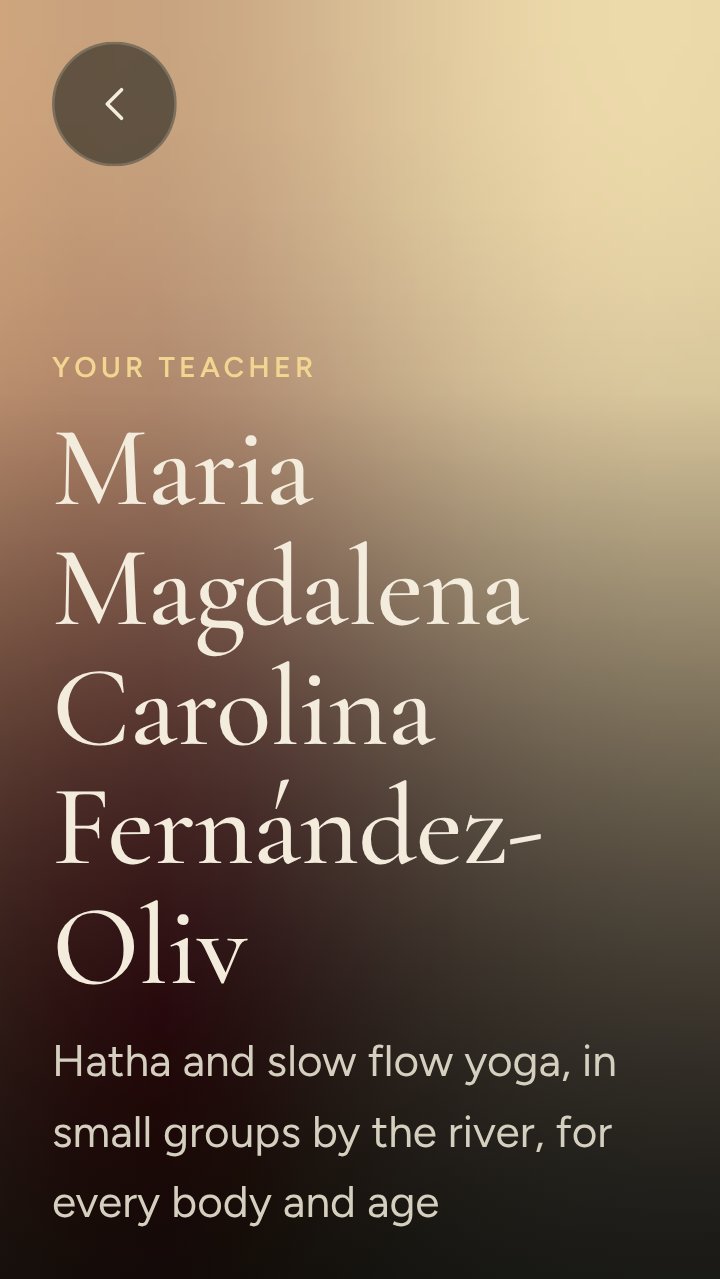 YOUR TEACHER
Maria
Magdalena
Carolina
Fernández-
Oliv
Hatha and slow flow yoga, in
small groups by the river, for
every body and age